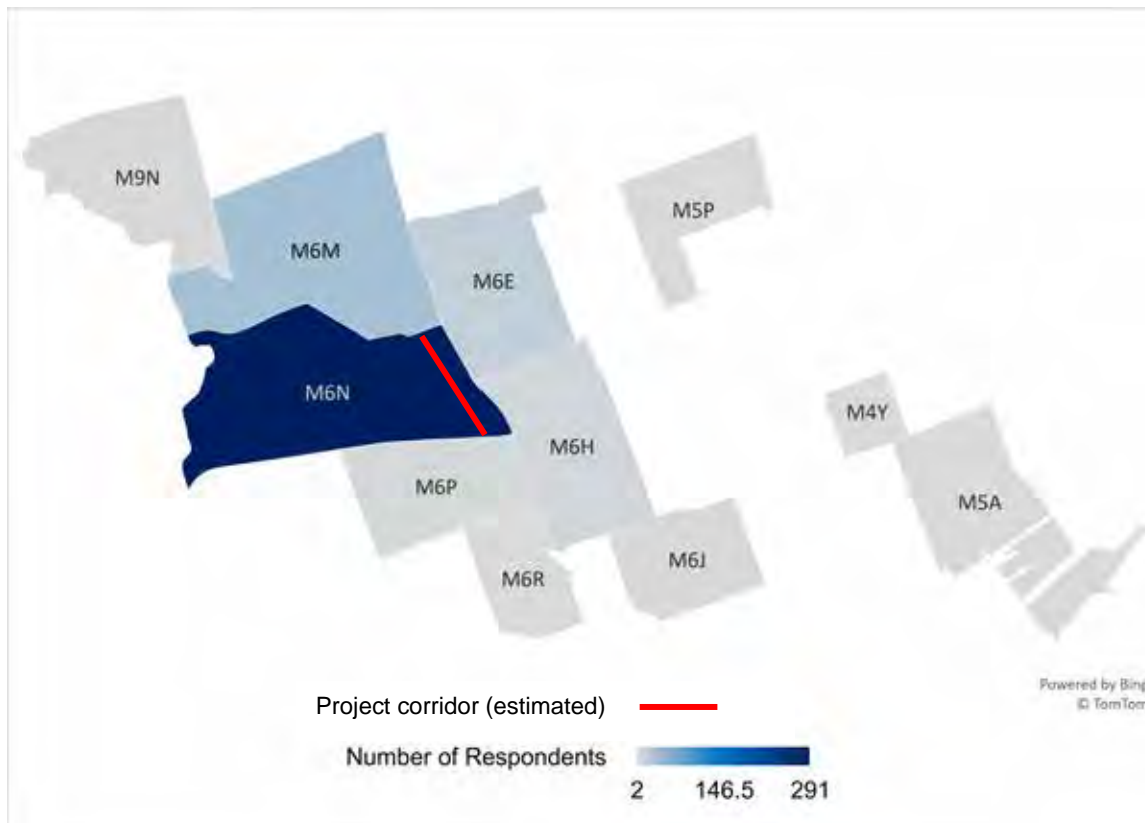 M9N
M5P
M6M
M6E
M6N
M4Y
M6H
M6P
M5A
M6J
M6R
Powered by Bing
© TomTom
Project corridor (estimated)
Number of Respondents
2 146.5 291